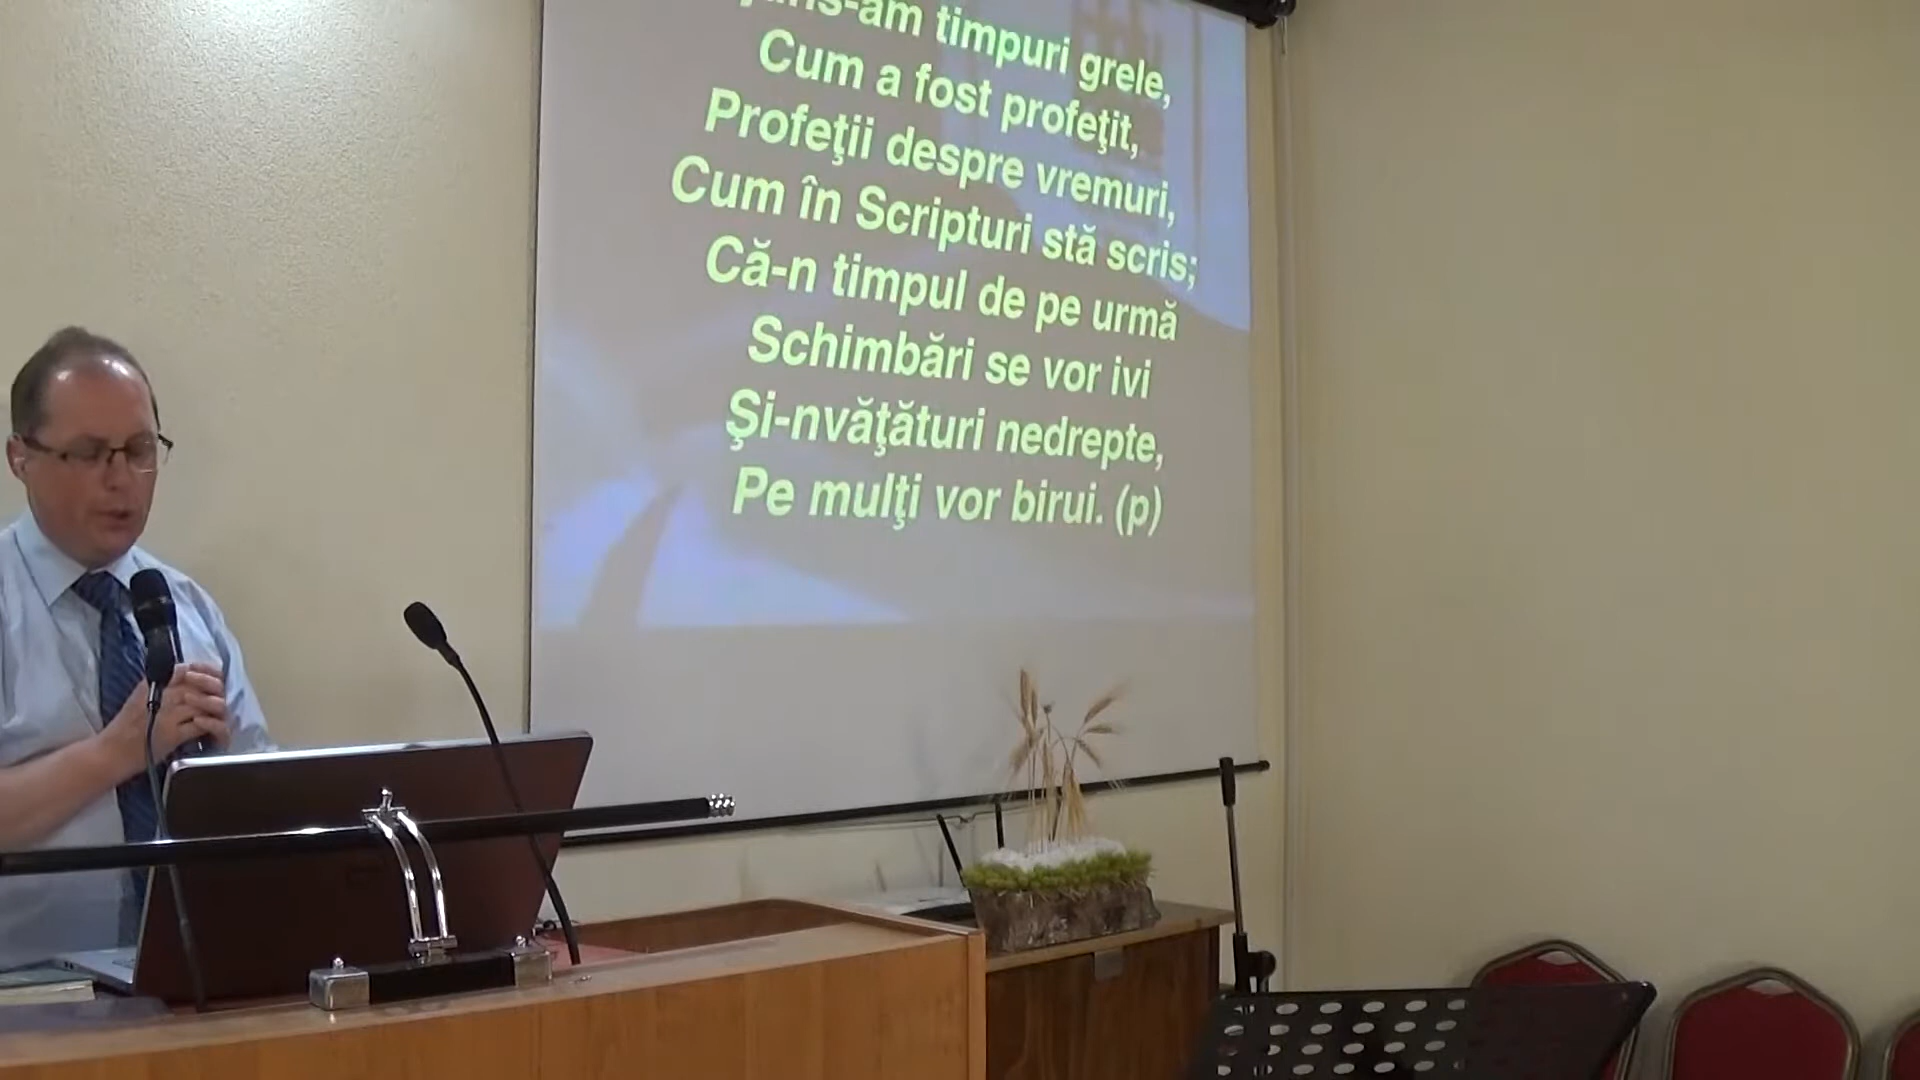 timpuri grele,
Cum a fost profeţit,
Profeţii despre vremuri,
Cum în Scripturi stă scris;
Că-n timpul de pe urmă
Schimbări se vor ivi
Şi-nvăţături nedrepte,
Pe mulţi vor birui. (p)